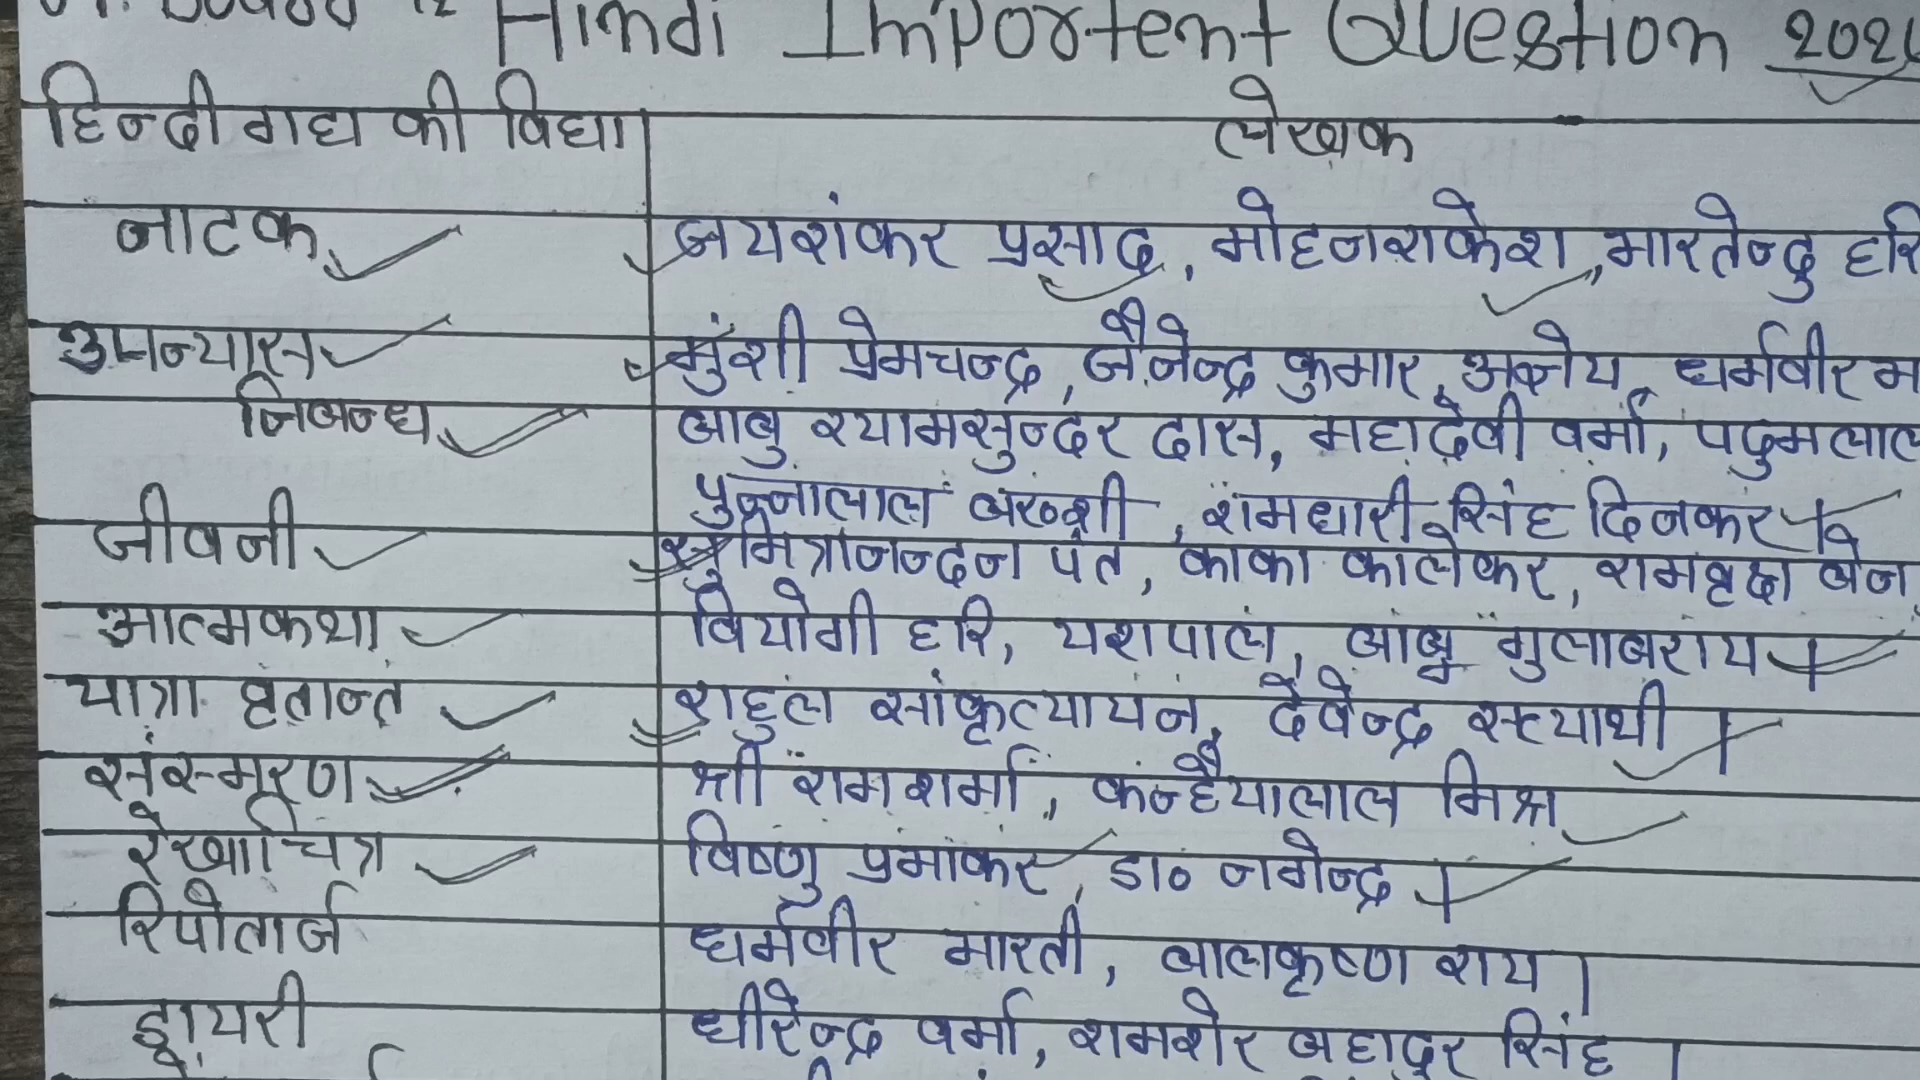 12 Hindi Importent Question
हिन्दी गद्य की विधा लेखक
नाटक जयशंकर प्रसाद, मोहनराकेश, भारतेन्दु हरि
उपन्यास मुंशी प्रेमचन्द्र, जैनेन्द्र कुमार, अज्ञेय, धर्मवीर भ
निबन्ध बाबु श्यामसुन्दर दास, महादेवी वर्मा, पदुमलाल
पुन्नालाल बख्शी, रामधारी सिंह दिनकर ।
जीवनी सुमित्रानन्दन पंत, काका कालेकर, रामवृक्ष बेन
आत्मकथा वियोगी हरि, यशपाल, बाबू गुलाबराय ।
यात्रा वृतान्त राहुल सांकृत्यायन, देवेन्द्र सत्यार्थी ।
संस्मरण श्री राम शर्मा, कन्हैयालाल मिश्र
रेखाचित्र विष्णु प्रभाकर, डा० नगेन्द्र ।
रिपोतार्ज धर्मवीर भारती, बालकृष्ण राय ।
डायरी धीरेन्द्र वर्मा, शमशेर बहादुर सिंह ।